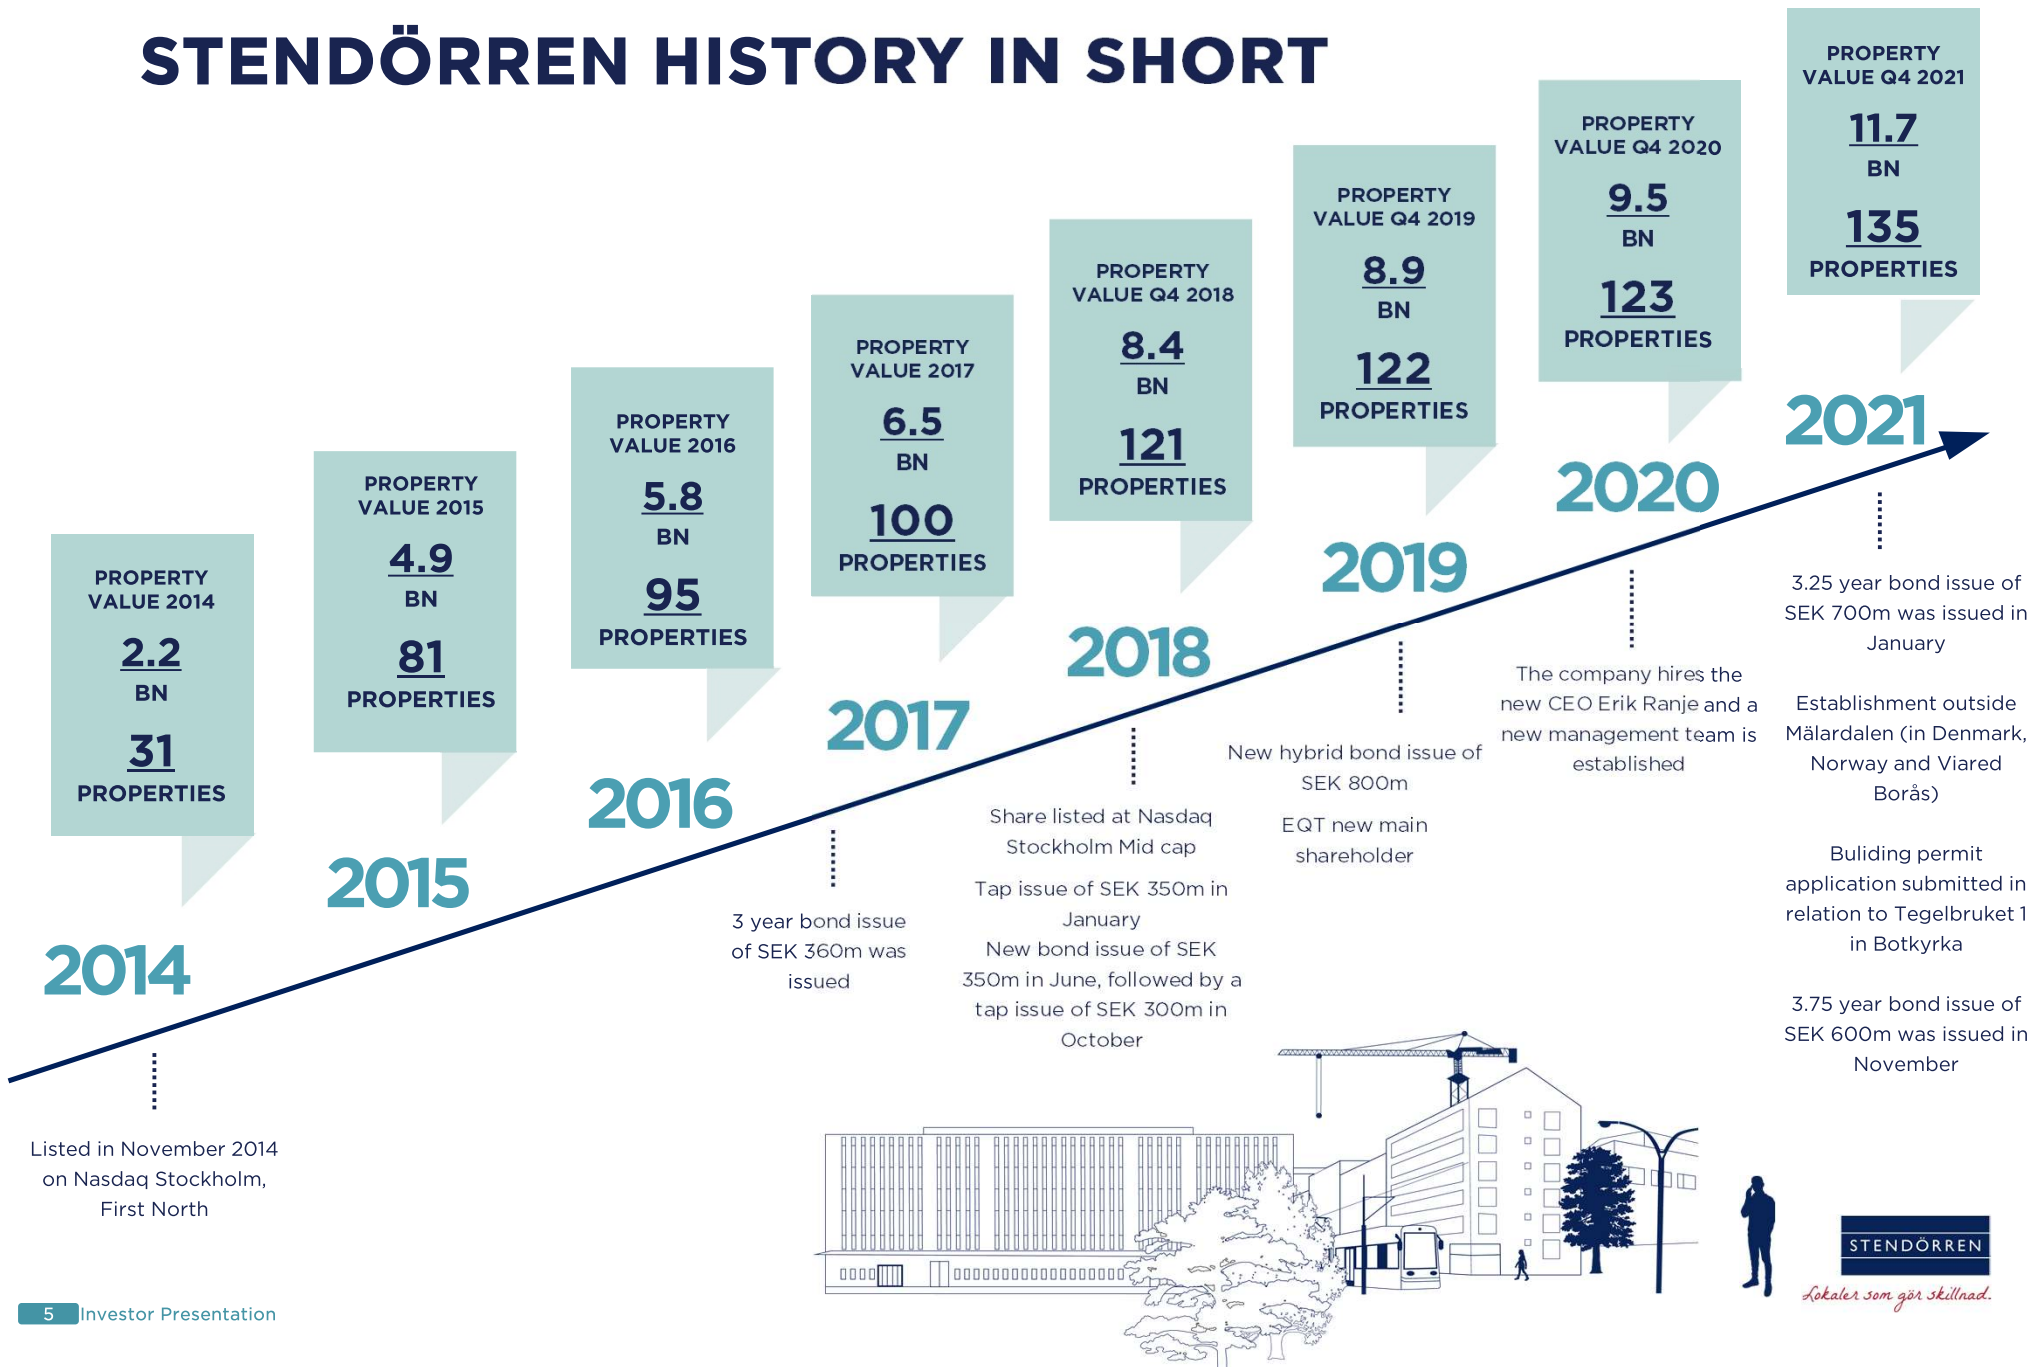 STENDÖRREN HISTORY IN SHORT
PROPERTY
VALUE 2014
2.2
BN
31
PROPERTIES
2014
Listed in November 2014
on Nasdaq Stockholm,
First North
PROPERTY
VALUE 2015
4.9
BN
81
PROPERTIES
2015
PROPERTY
VALUE 2016
5.8
BN
95
PROPERTIES
2016
PROPERTY
VALUE 2017
6.5
BN
100
PROPERTIES
2017
3 year bond issue
of SEK 360m was
issued
PROPERTY
VALUE Q4 2018
8.4
BN
121
PROPERTIES
2018
Share listed at Nasdaq
Stockholm Mid cap
Tap issue of SEK 350m in
January
New bond issue of SEK
350m in June, followed by a
tap issue of SEK 300m in
October
PROPERTY
VALUE Q4 2019
8.9
BN
122
PROPERTIES
2019
New hybrid bond issue of
SEK 800m
EQT new main
shareholder
PROPERTY
VALUE Q4 2020
9.5
BN
123
PROPERTIES
2020
The company hires the
new CEO Erik Ranje and a
new management team is
established
PROPERTY
VALUE Q4 2021
11.7
BN
135
PROPERTIES
2021
3.25 year bond issue of
SEK 700m was issued in
January
Establishment outside
Mälardalen (in Denmark,
Norway and Viared
Borås)
Buliding permit
application submitted in
relation to Tegelbruket 1
in Botkyrka
3.75 year bond issue of
SEK 600m was issued in
November
STENDÖRREN
Lokaler som gör skillnad.
5 Investor Presentation